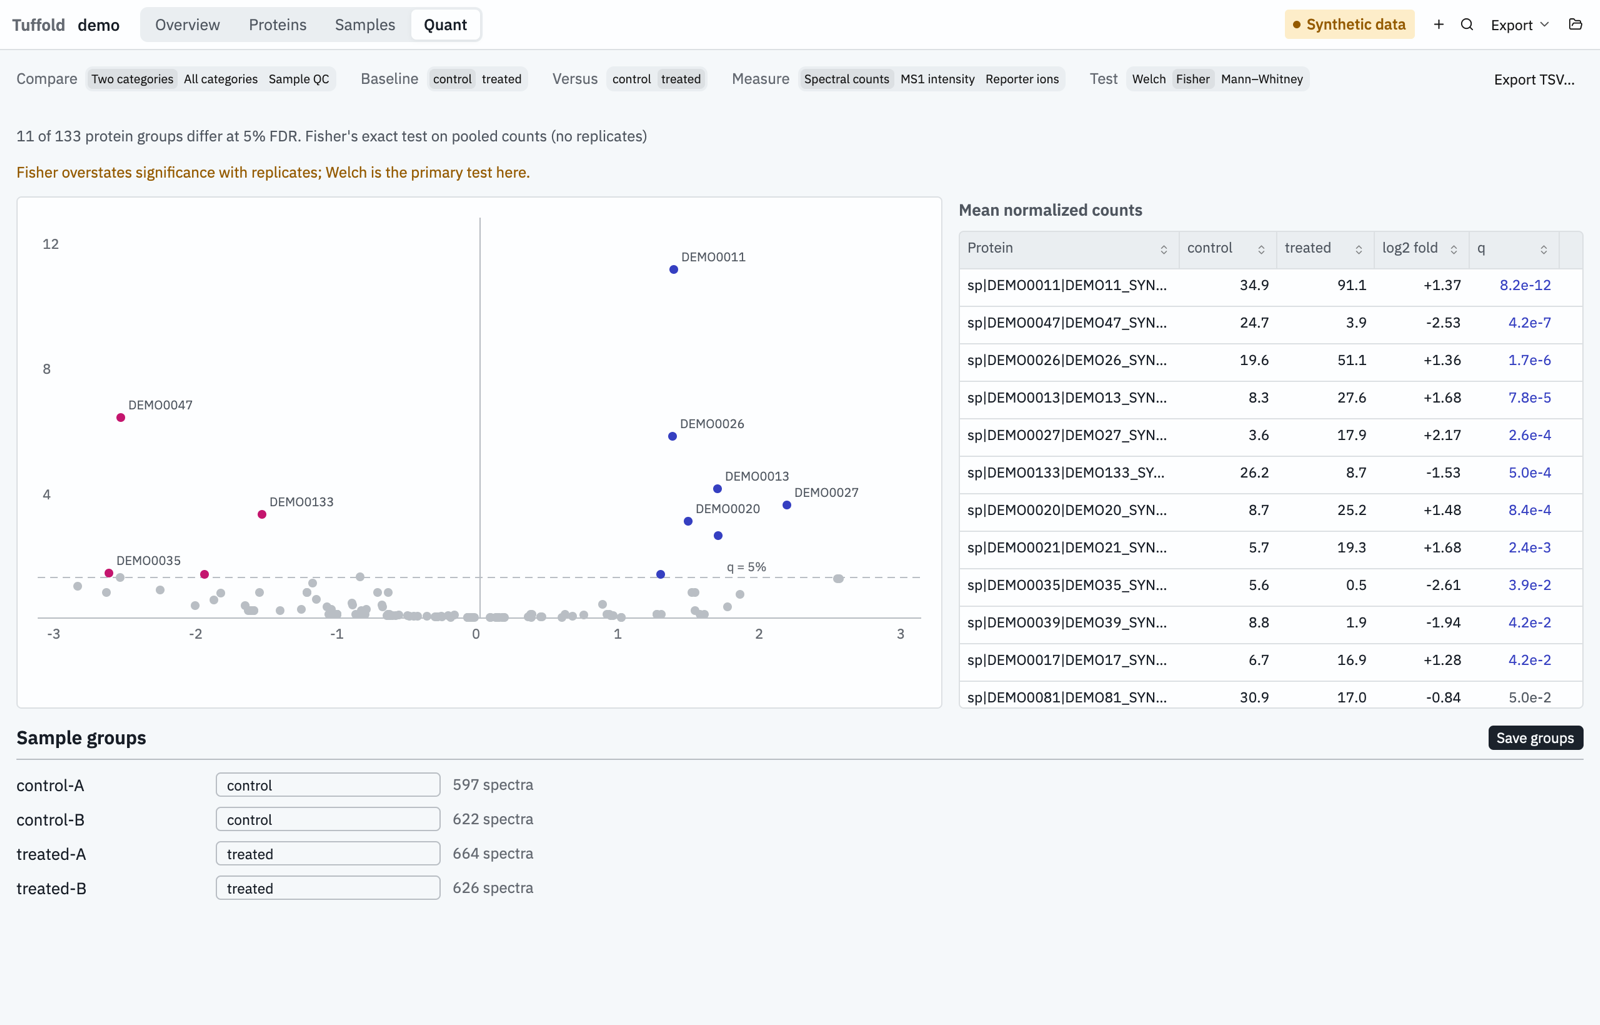 Tuffold demo Overview Proteins Samples Quant Synthetic data + Export
Compare Two categories All categories Sample QC Baseline control treated Versus control treated Measure Spectral counts MS1 intensity Reporter ions Test Welch Fisher Mann–Whitney Export TSV...
11 of 133 protein groups differ at 5% FDR. Fisher's exact test on pooled counts (no replicates)
Fisher overstates significance with replicates; Welch is the primary test here.
12
8
4
DEMO0011
DEMO0047
DEMO0026
DEMO0013
DEMO0027
DEMO0133
DEMO0020
DEMO0035
q = 5%
-3 -2 -1 0 1 2 3
Mean normalized counts
Protein control treated log2 fold q
sp|DEMO0011|DEMO11_SYN... 34.9 91.1 +1.37 8.2e-12
sp|DEMO0047|DEMO47_SYN... 24.7 3.9 -2.53 4.2e-7
sp|DEMO0026|DEMO26_SYN... 19.6 51.1 +1.36 1.7e-6
sp|DEMO0013|DEMO13_SYN... 8.3 27.6 +1.68 7.8e-5
sp|DEMO0027|DEMO27_SYN... 3.6 17.9 +2.17 2.6e-4
sp|DEMO0133|DEMO133_SY... 26.2 8.7 -1.53 5.0e-4
sp|DEMO0020|DEMO20_SYN... 8.7 25.2 +1.48 8.4e-4
sp|DEMO0021|DEMO21_SYN... 5.7 19.3 +1.68 2.4e-3
sp|DEMO0035|DEMO35_SYN... 5.6 0.5 -2.61 3.9e-2
sp|DEMO0039|DEMO39_SYN... 8.8 1.9 -1.94 4.2e-2
sp|DEMO0017|DEMO17_SYN... 6.7 16.9 +1.28 4.2e-2
sp|DEMO0081|DEMO81_SYN... 30.9 17.0 -0.84 5.0e-2
Sample groups Save groups
control-A control 597 spectra
control-B control 622 spectra
treated-A treated 664 spectra
treated-B treated 626 spectra